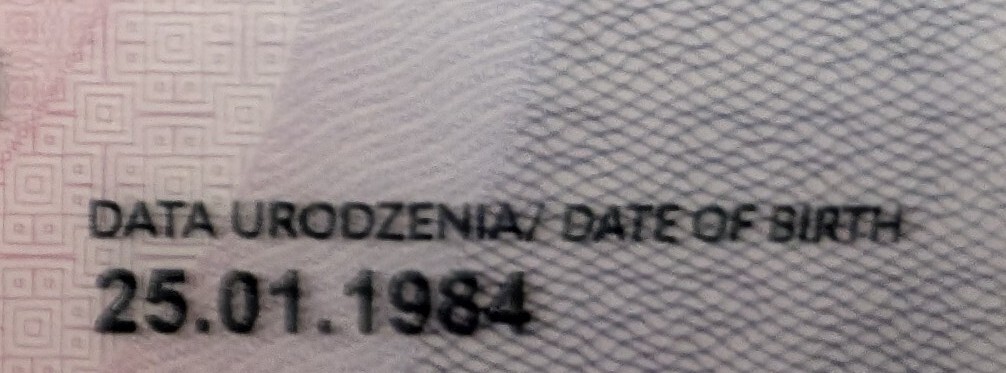 DATA URODZENIA/ DATE OF BIRTH
25.01.1984